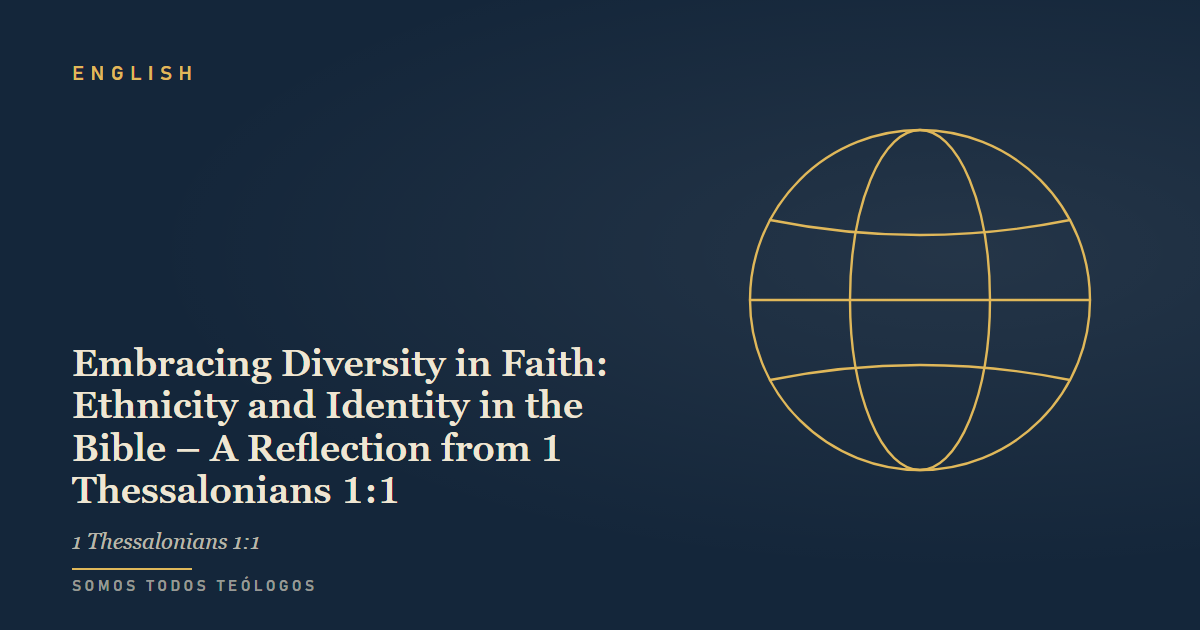 ENGLISH
Embracing Diversity in Faith:
Ethnicity and Identity in the
Bible – A Reflection from 1
Thessalonians 1:1
1 Thessalonians 1:1
SOMOS TODOS TEÓLOGOS